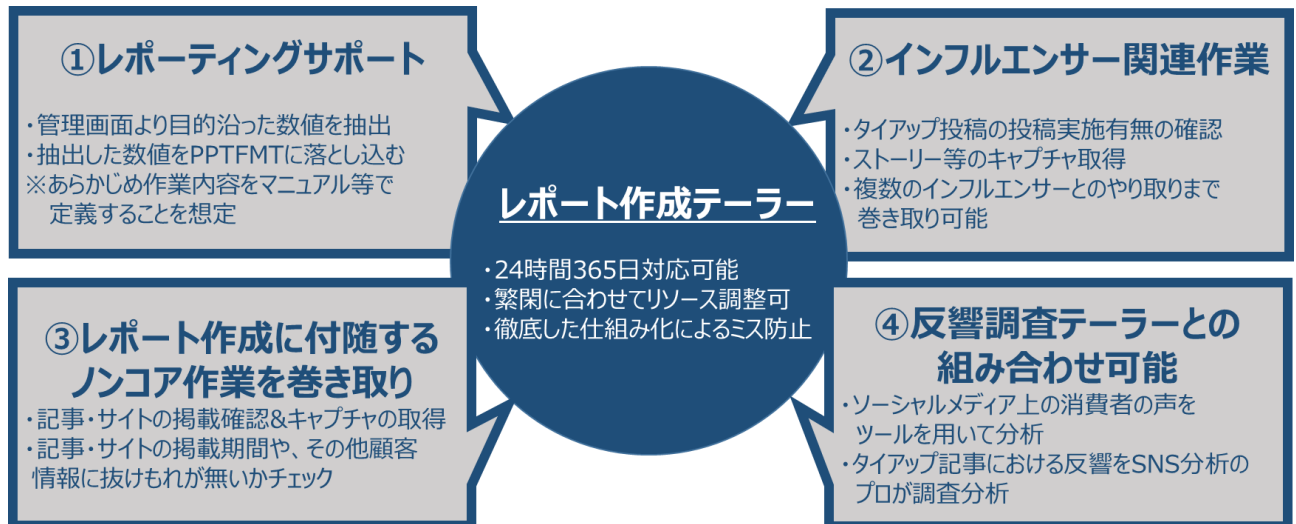 ①レポーティングサポート
・管理画面より目的沿った数値を抽出
・抽出した数値をPPTFMTに落とし込む
※あらかじめ作業内容をマニュアル等で
定義することを想定
②インフルエンサー関連作業
・タイアップ投稿の投稿実施有無の確認
・ストーリー等のキャプチャ取得
・複数のインフルエンサーとのやり取りまで
巻き取り可能
レポート作成テーラー
・24時間365日対応可能
・繁閑に合わせてリソース調整可
・徹底した仕組み化によるミス防止
③レポート作成に付随する
ノンコア作業を巻き取り
・記事・サイトの掲載確認&キャプチャの取得
・記事・サイトの掲載期間や、その他顧客
情報に抜けもれが無いかチェック
④反響調査テーラーとの
組み合わせ可能
・ソーシャルメディア上の消費者の声を
ツールを用いて分析
・タイアップ記事における反響をSNS分析の
プロが調査分析